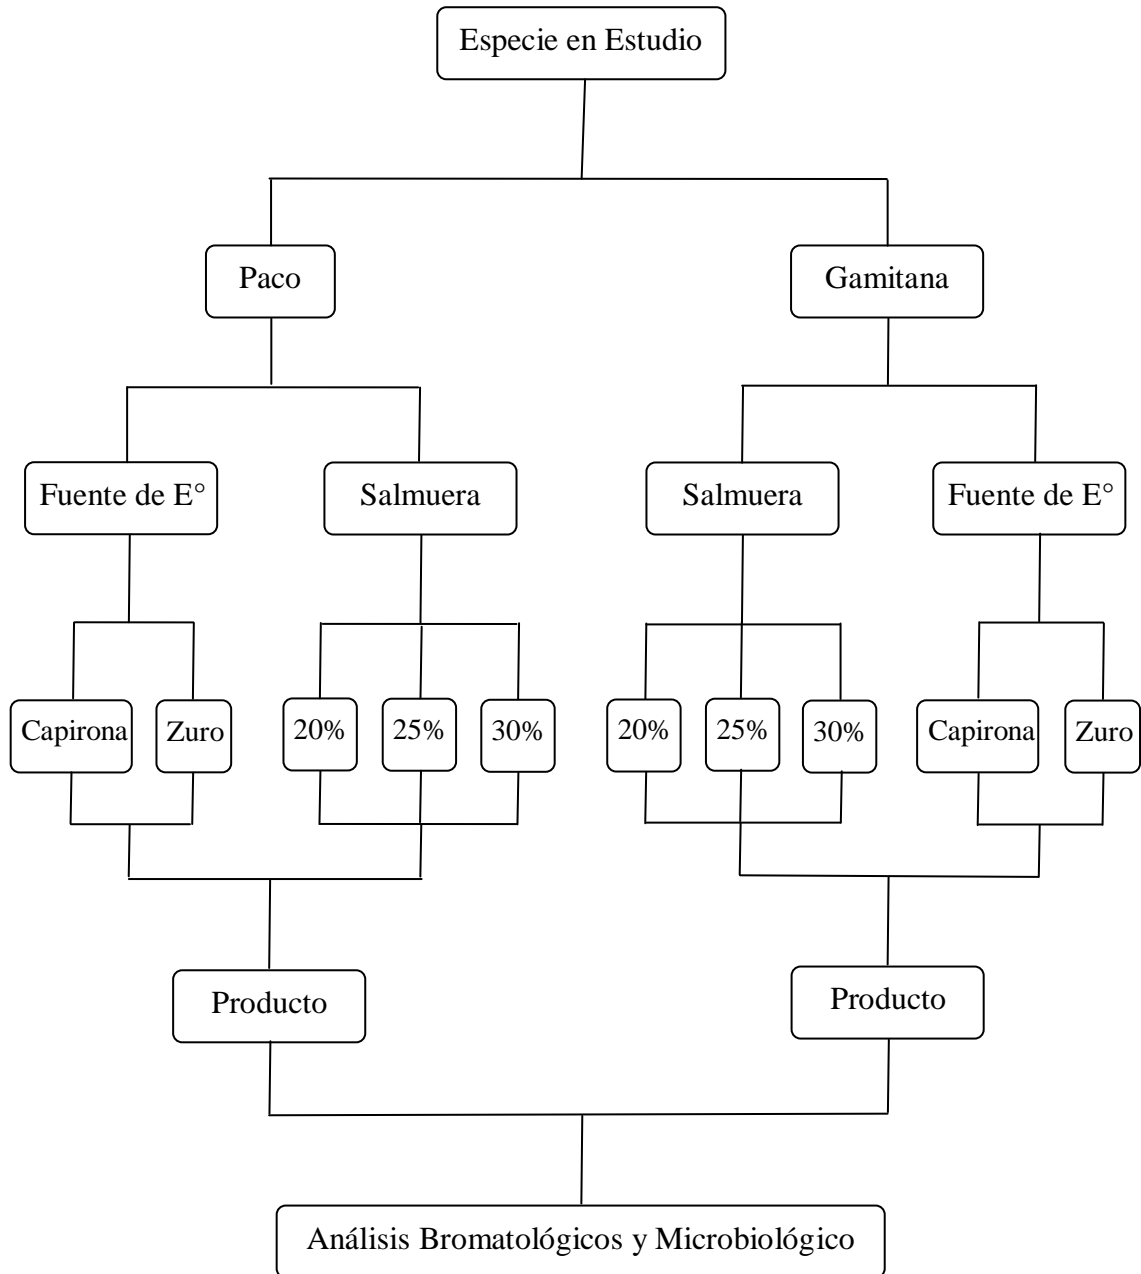 Especie en Estudio
Paco
Gamitana
Fuente de E°
Salmuera
Salmuera
Fuente de E°
Capirona
Zuro
20%
25%
30%
20%
25%
30%
Capirona
Zuro
Producto
Producto
Análisis Bromatológicos y Microbiológico